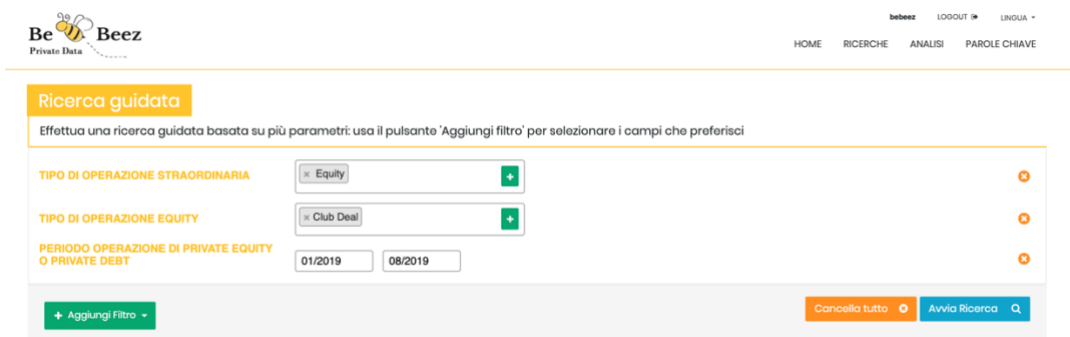 Be Beez
Private Data
bebeez LOGOUT LINGUA
HOME RICERCHE ANALISI PAROLE CHIAVE
Ricerca guidata
Effettua una ricerca guidata basata su più parametri: usa il pulsante 'Aggiungi filtro' per selezionare i campi che preferisci
TIPO DI OPERAZIONE STRAORDINARIA × Equity +
TIPO DI OPERAZIONE EQUITY × Club Deal +
PERIODO OPERAZIONE DI PRIVATE EQUITY
O PRIVATE DEBT 01/2019 08/2019
+ Aggiungi Filtro Cancella tutto Avvia Ricerca